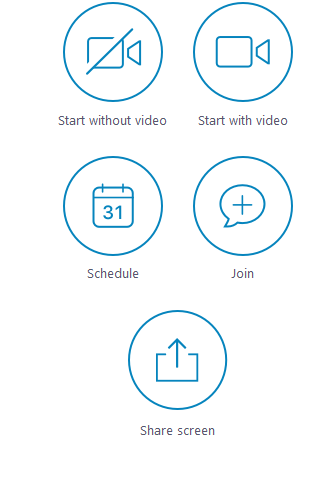 Start without video
Start with video
31
Schedule
Join
Share screen